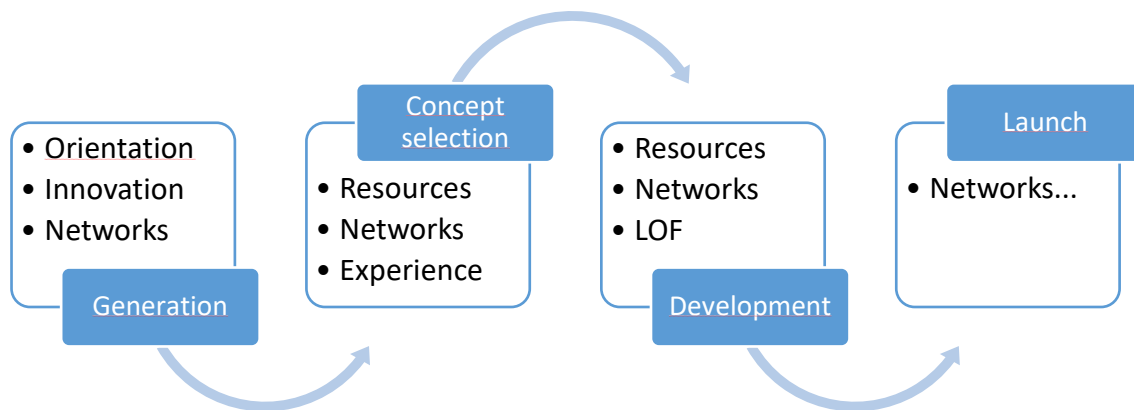 • Orientation
• Innovation
• Networks
Generation
Concept
selection
• Resources
• Networks
• Experience
• Resources
• Networks
• LOF
Development
Launch
• Networks...